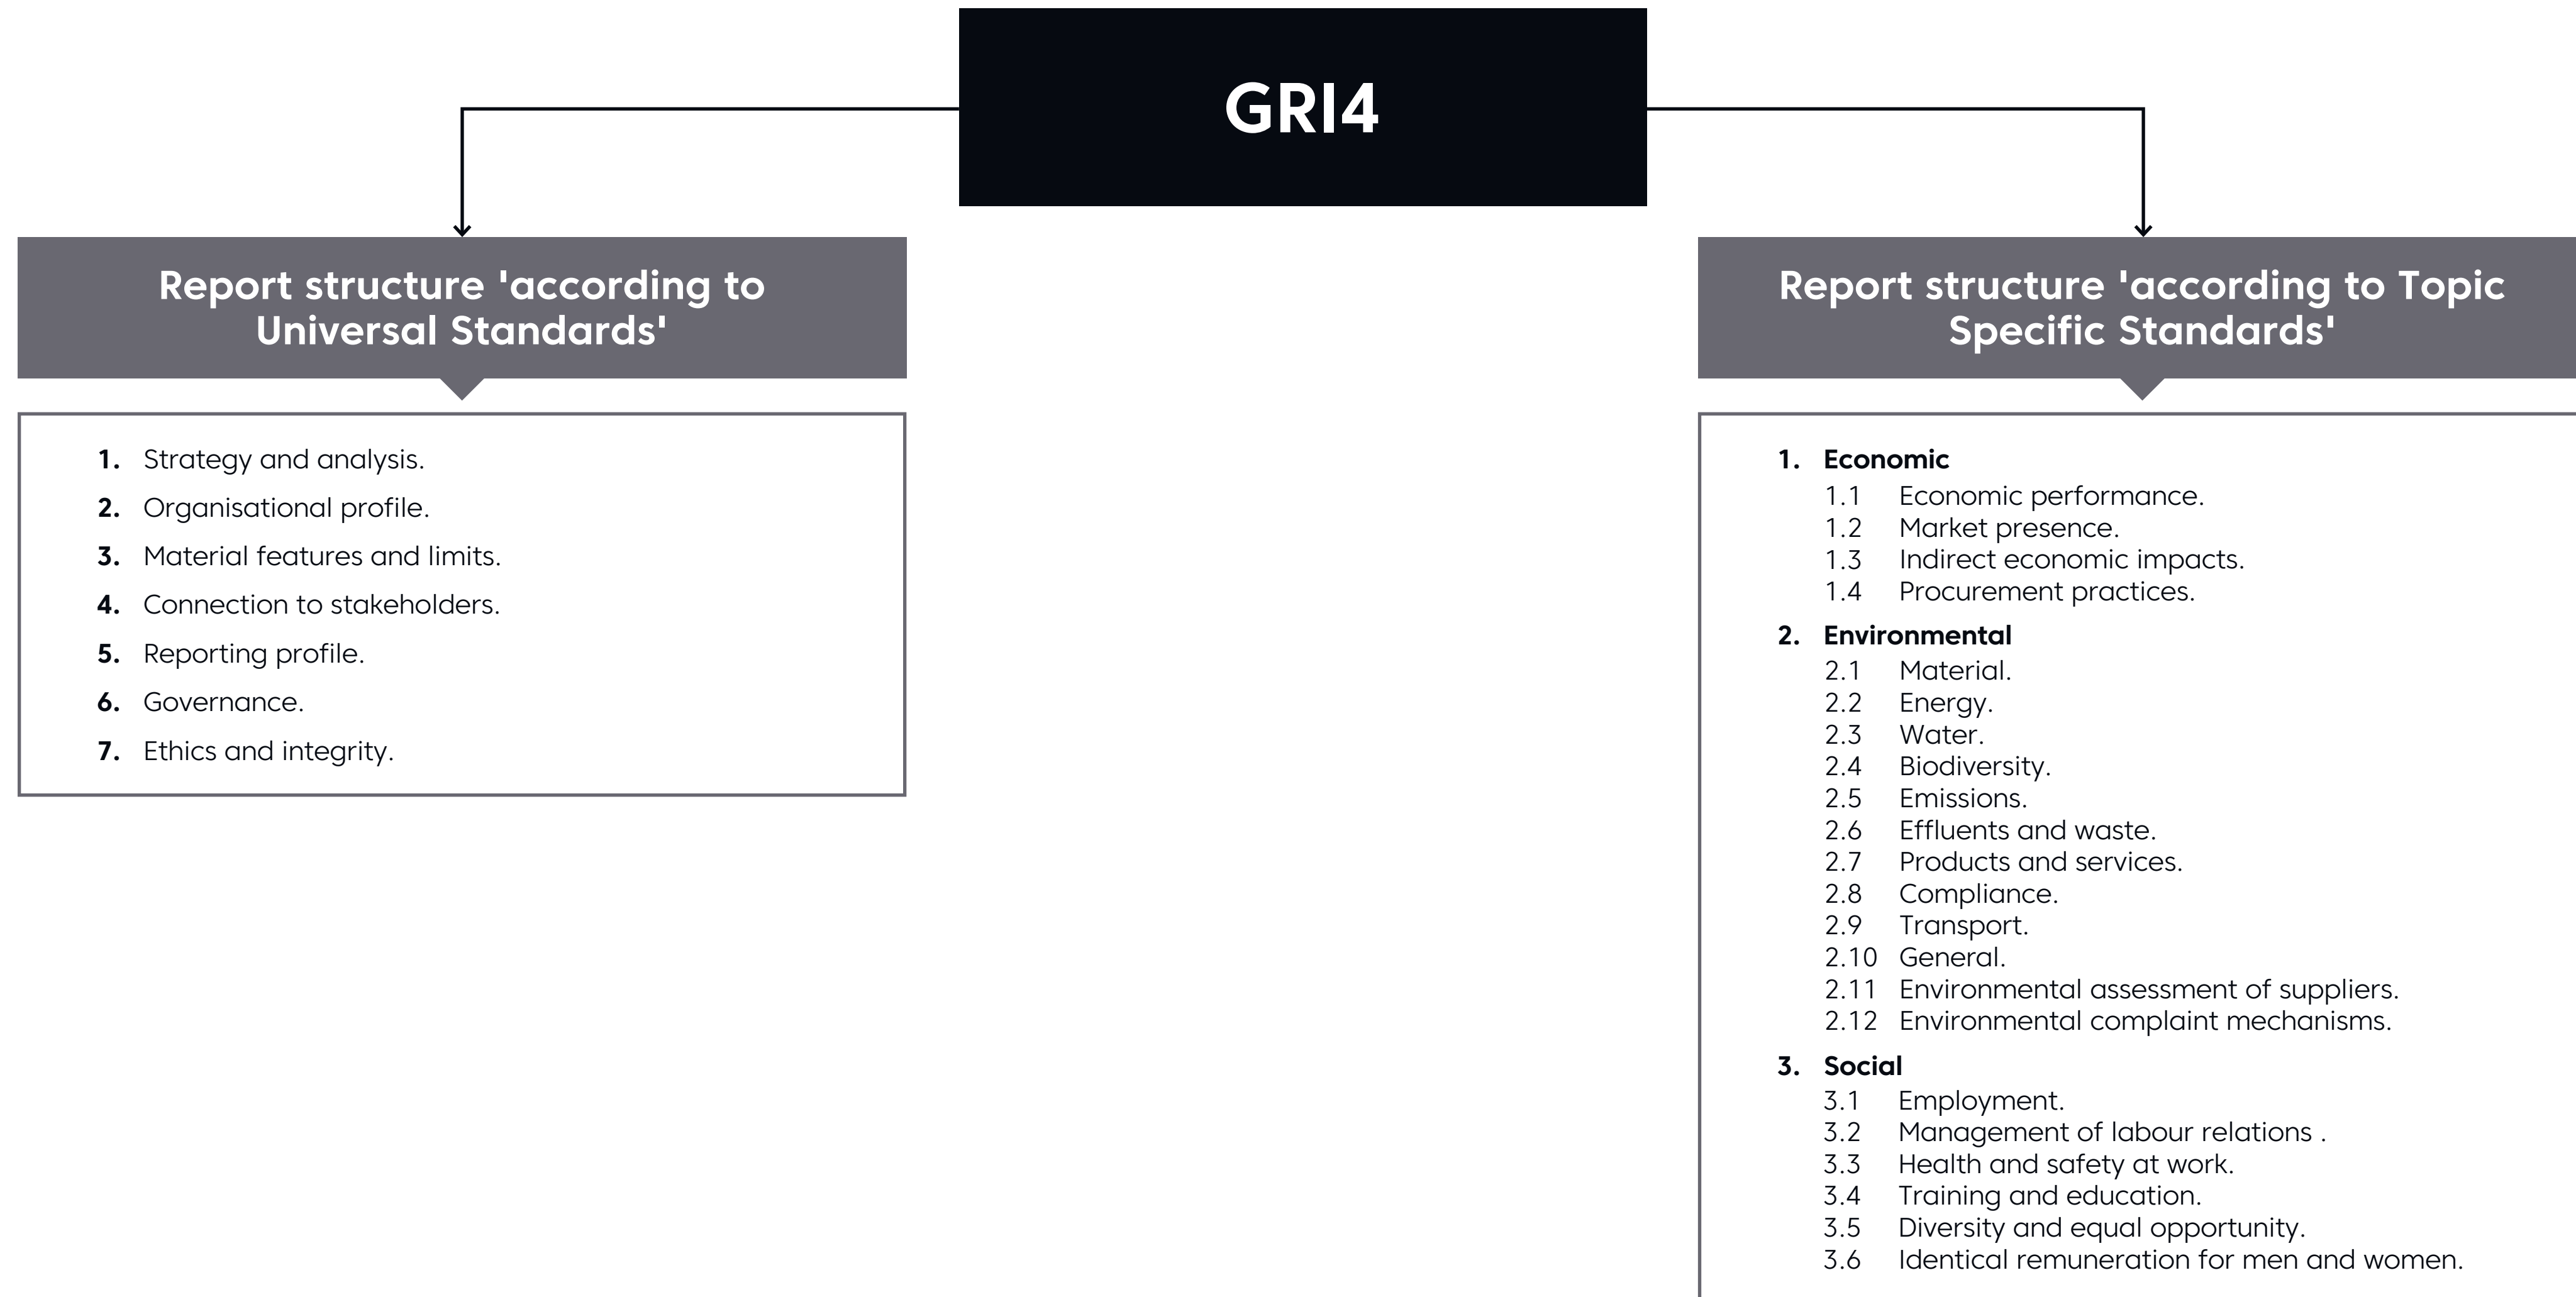 GRI4
Report structure 'according to
Universal Standards'
1. Strategy and analysis.
2. Organisational profile.
3. Material features and limits.
4. Connection to stakeholders.
5. Reporting profile.
6. Governance.
7. Ethics and integrity.
Report structure 'according to Topic
Specific Standards'
1. Economic
1.1 Economic performance.
1.2 Market presence.
1.3 Indirect economic impacts.
1.4 Procurement practices.
2. Environmental
2.1 Material.
2.2 Energy.
2.3 Water.
2.4 Biodiversity.
2.5 Emissions.
2.6 Effluents and waste.
2.7 Products and services.
2.8 Compliance.
2.9 Transport.
2.10 General.
2.11 Environmental assessment of suppliers.
2.12 Environmental complaint mechanisms.
3. Social
3.1 Employment.
3.2 Management of labour relations .
3.3 Health and safety at work.
3.4 Training and education.
3.5 Diversity and equal opportunity.
3.6 Identical remuneration for men and women.